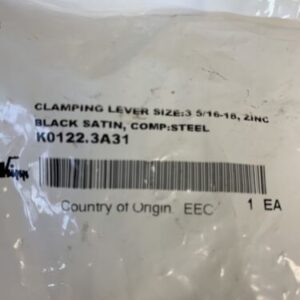 CLAMPING LEVER SIZE:3 5/16-18, ZINC
BLACK SATIN, COMP:STEEL
K0122.3A31
Country of Origin EEC 1 EA